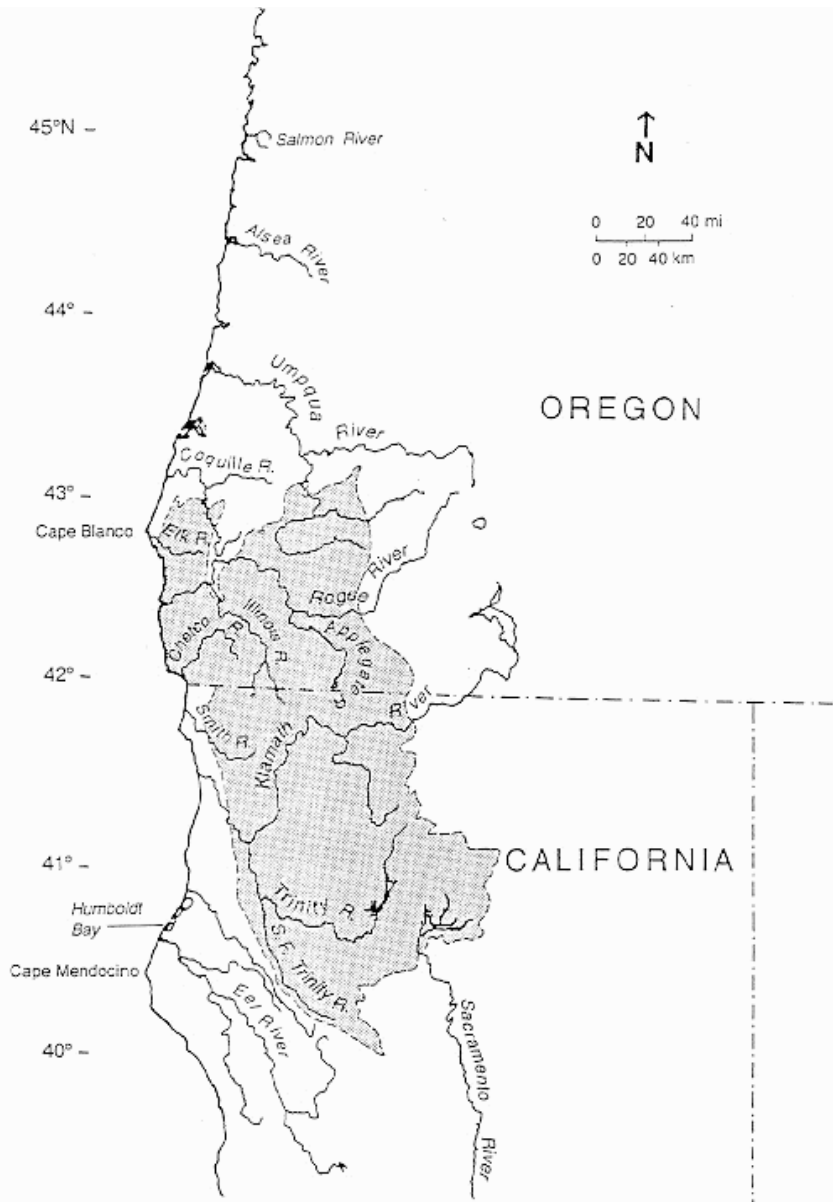 45°N
Salmon River
N
0 20 40 mi
0 20 40 km
Alsea River
44°
Umpqua
River
OREGON
Coquille R.
43°
Cape Blanco
Elk R.
River
Rogue
Illinois R.
Applegate
R.
Chetco
R.
42°
River
Smith R.
Klamath
41°
CALIFORNIA
Trinity R.
Humboldt
Bay
S.F. Trinity R.
Cape Mendocino
Eel River
Sacramento
River
40°